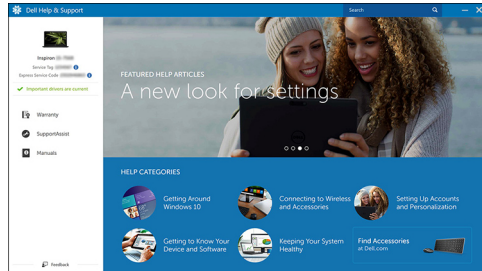 Dell Help & Support
Search
Inspiron
Service Tag
Express Service Code
Important drivers are current
Warranty
SupportAssist
Manuals
Feedback
FEATURED HELP ARTICLES
A new look for settings
HELP CATEGORIES
Getting Around
Windows 10
Connecting to Wireless
and Accessories
Setting Up Accounts
and Personalization
Getting to Know Your
Device and Software
Keeping Your System
Healthy
Find Accessories
at Dell.com